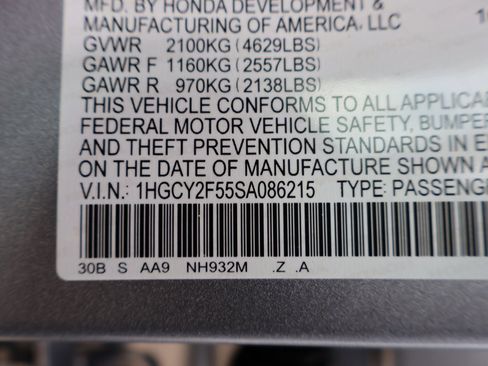 MFD. BY HONDA DEVELOPMENT &
MANUFACTURING OF AMERICA, LLC
GVWR 2100KG (4629LBS)
GAWR F 1160KG (2557LBS)
GAWR R 970KG (2138LBS)
THIS VEHICLE CONFORMS TO ALL APPLICA
FEDERAL MOTOR VEHICLE SAFETY, BUMPER
AND THEFT PREVENTION STANDARDS IN E
ON THE DATE OF MANUFACTURE SHOWN A
V.I.N.: 1HGCY2F55SA086215 TYPE: PASSENG
30B S AA9 NH932M .Z .A